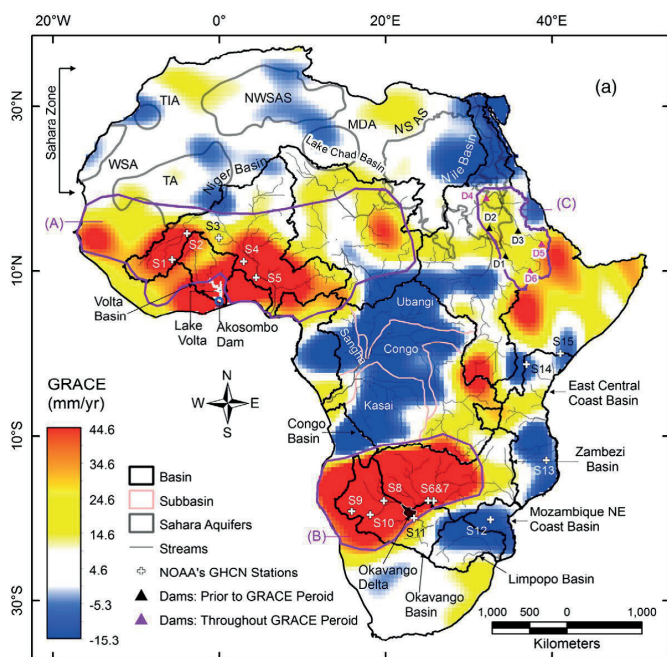 20°W 0° 20°E 40°E
(a)
30°N
10°N
10°S
30°S
Sahara Zone
TIA
NWSAS
MDA
NSAS
WSA
TA
Lake Chad Basin
Niger Basin
Nile Basin
(A)
(C)
D4
D2
D3
D1
D5
D6
S3
S2
S1
S4
S5
Volta
Basin
Lake
Volta
Akosombo
Dam
Ubangi
Sangha
Congo
Kasai
Congo
Basin
S15
S14
East Central
Coast Basin
GRACE
(mm/yr)
44.6
34.6
24.6
14.6
4.6
-5.3
-15.3
N
W E
S
Zambezi
Basin
S13
S9
S8
S6&7
S10
S11
S12
(B)
Mozambique NE
Coast Basin
Okavango
Delta
Okavango
Basin
Limpopo Basin
Basin
Subbasin
Sahara Aquifers
Streams
NOAA's GHCN Stations
Dams: Prior to GRACE Peroid
Dams: Throughout GRACE Peroid
1,000 500 0 1,000
Kilometers